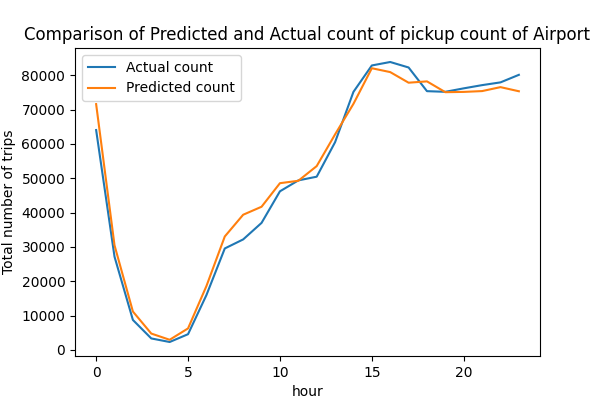 Comparison of Predicted and Actual count of pickup count of Airport
Actual count
Predicted count
Total number of trips
80000
70000
60000
50000
40000
30000
20000
10000
0
0 5 10 15 20
hour